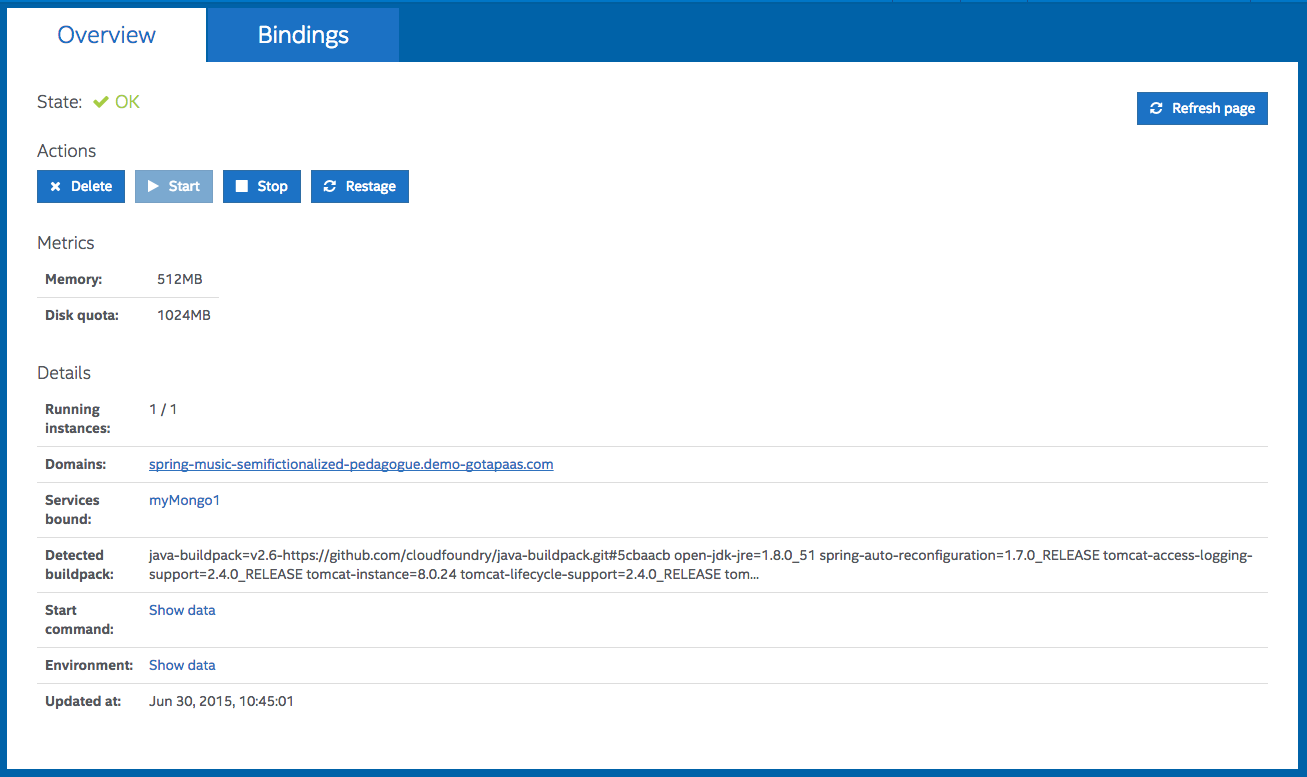 Overview Bindings
State: OK
Refresh page
Actions
Delete Start Stop Restage
Metrics
Memory: 512MB
Disk quota: 1024MB
Details
Running instances: 1 / 1
Domains: spring-music-semifictionalized-pedagogue.demo-gotapaas.com
Services bound: myMongo1
Detected buildpack: java-buildpack=v2.6-https://github.com/cloudfoundry/java-buildpack.git#5cbaacb open-jdk-jre=1.8.0_51 spring-auto-reconfiguration=1.7.0_RELEASE tomcat-access-logging-
support=2.4.0_RELEASE tomcat-instance=8.0.24 tomcat-lifecycle-support=2.4.0_RELEASE tom...
Start command: Show data
Environment: Show data
Updated at: Jun 30, 2015, 10:45:01